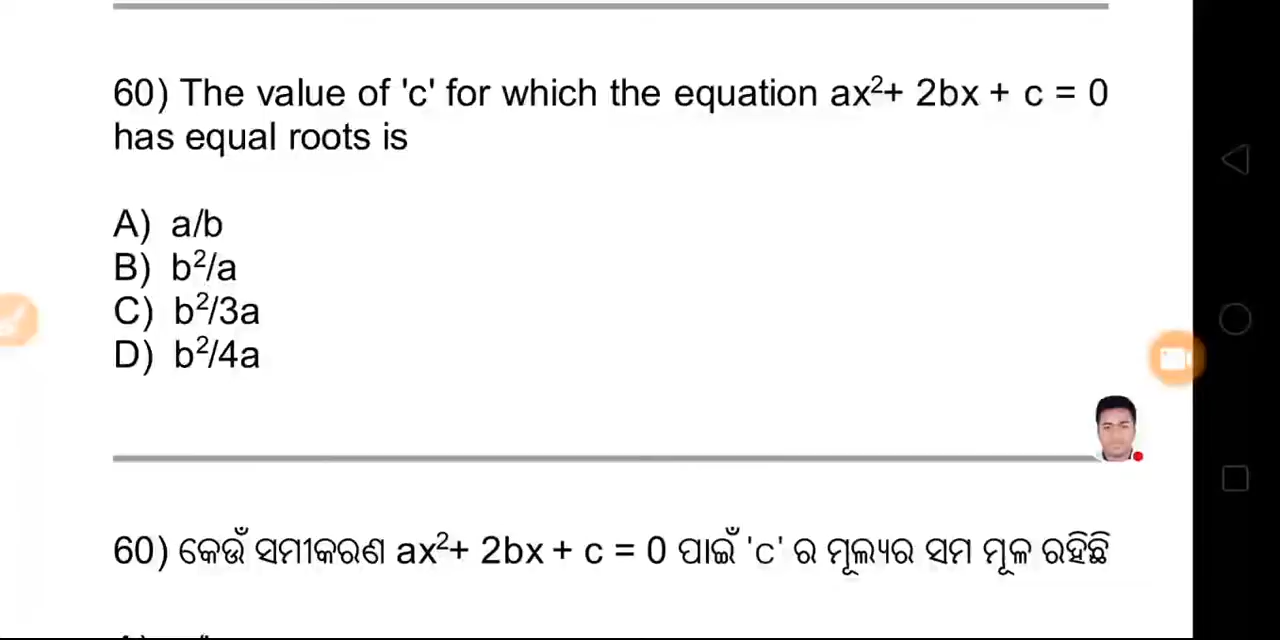 60) The value of 'c' for which the equation ax²+ 2bx + c = 0
has equal roots is
A) a/b
B) b²/a
C) b²/3a
D) b²/4a
60) କେଉଁ ସମୀକରଣ ax²+ 2bx + c = 0 ପାଇଁ 'c' ର ମୂଲ୍ୟର ସମ ମୂଳ ରହିଛି